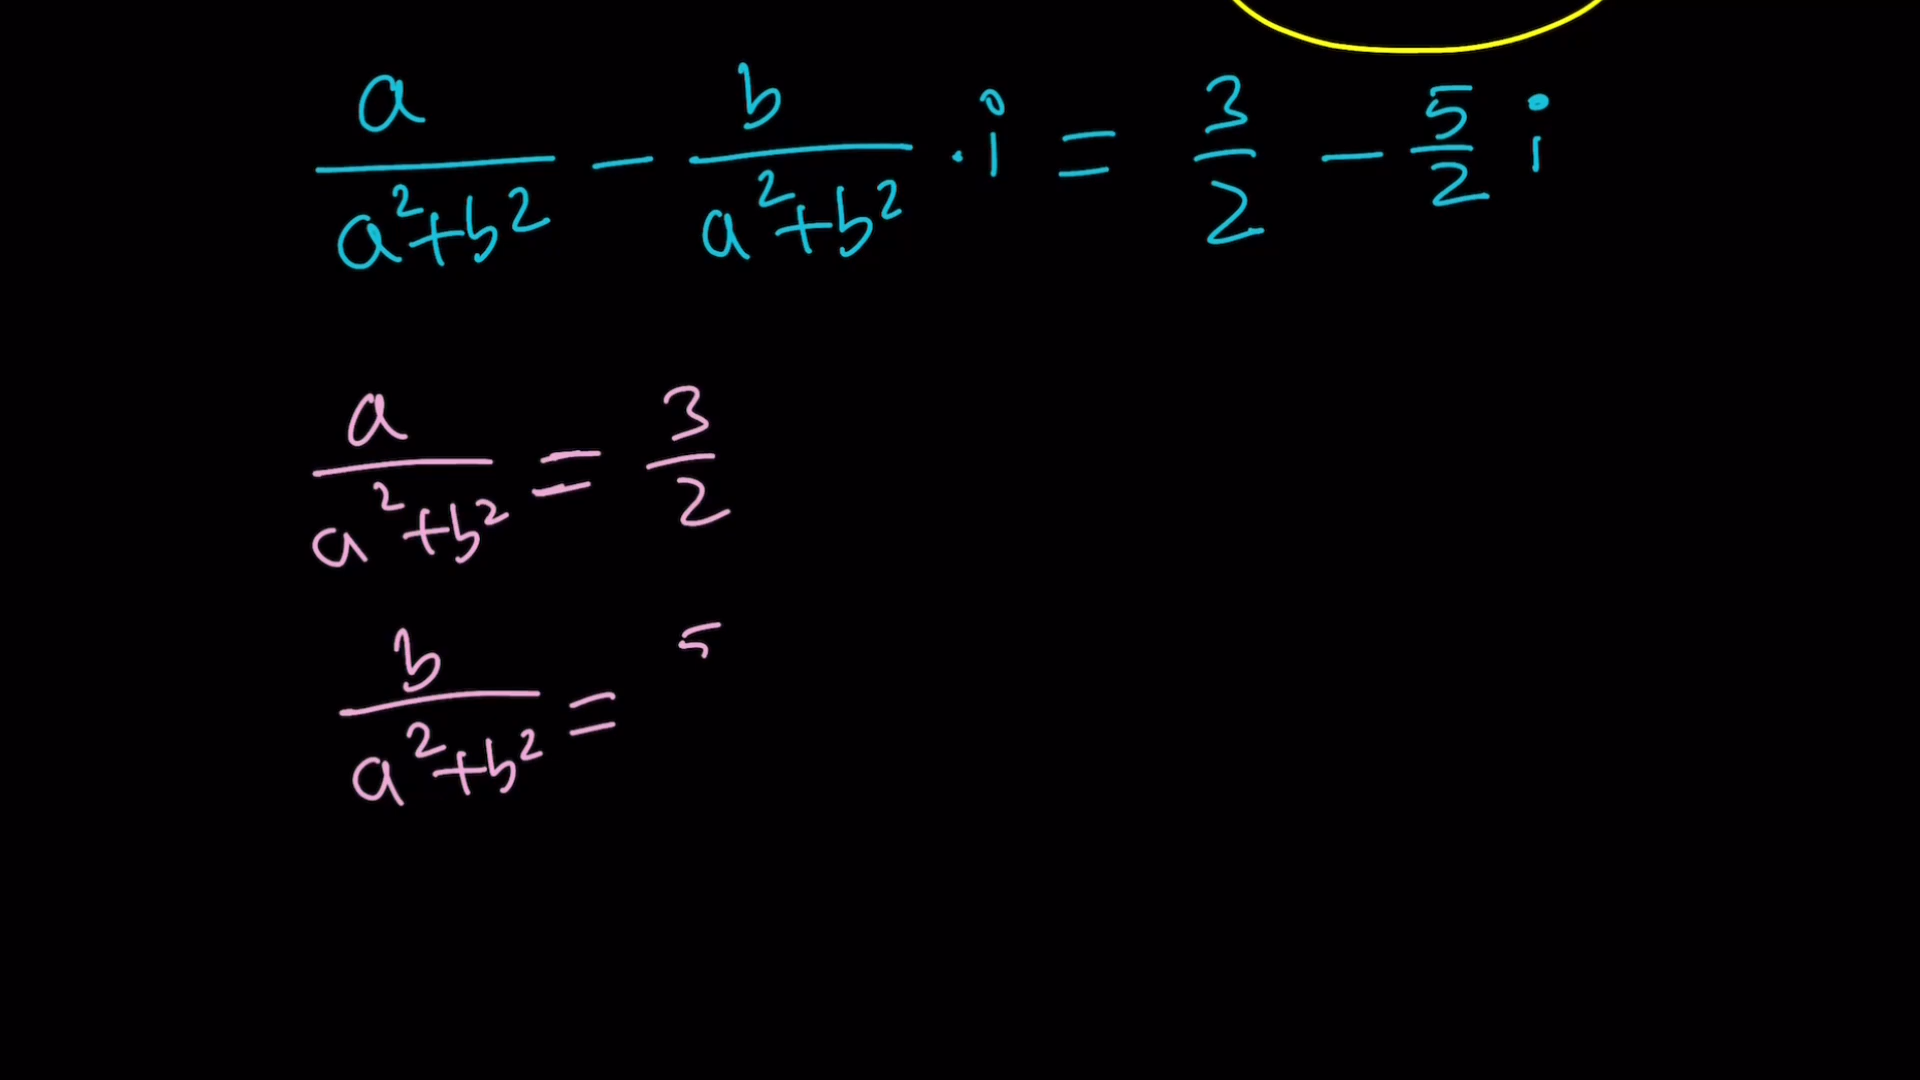 a/(a²+b²) − b/(a²+b²) · i = 3/2 − 5/2 i
a/(a²+b²) = 3/2
b/(a²+b²) = 5